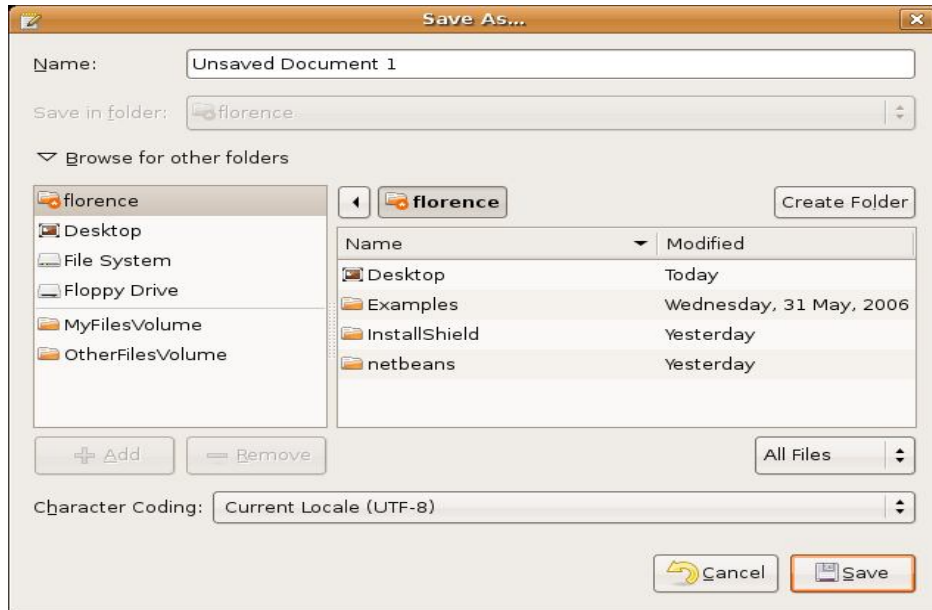 Save As...
Name: Unsaved Document 1
Save in folder: florence
Browse for other folders
florence
Desktop
File System
Floppy Drive
MyFilesVolume
OtherFilesVolume
florence
Create Folder
Name Modified
Desktop Today
Examples Wednesday, 31 May, 2006
InstallShield Yesterday
netbeans Yesterday
Add Remove All Files
Character Coding: Current Locale (UTF-8)
Cancel Save